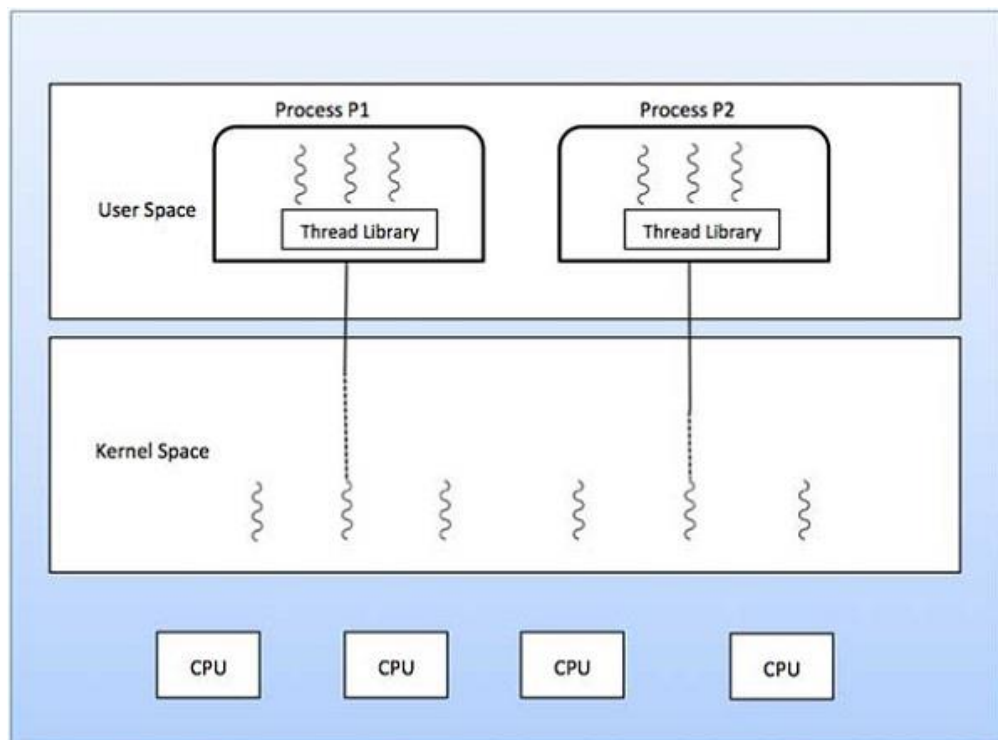 Process P1
Process P2
User Space
Thread Library
Thread Library
Kernel Space
CPU
CPU
CPU
CPU